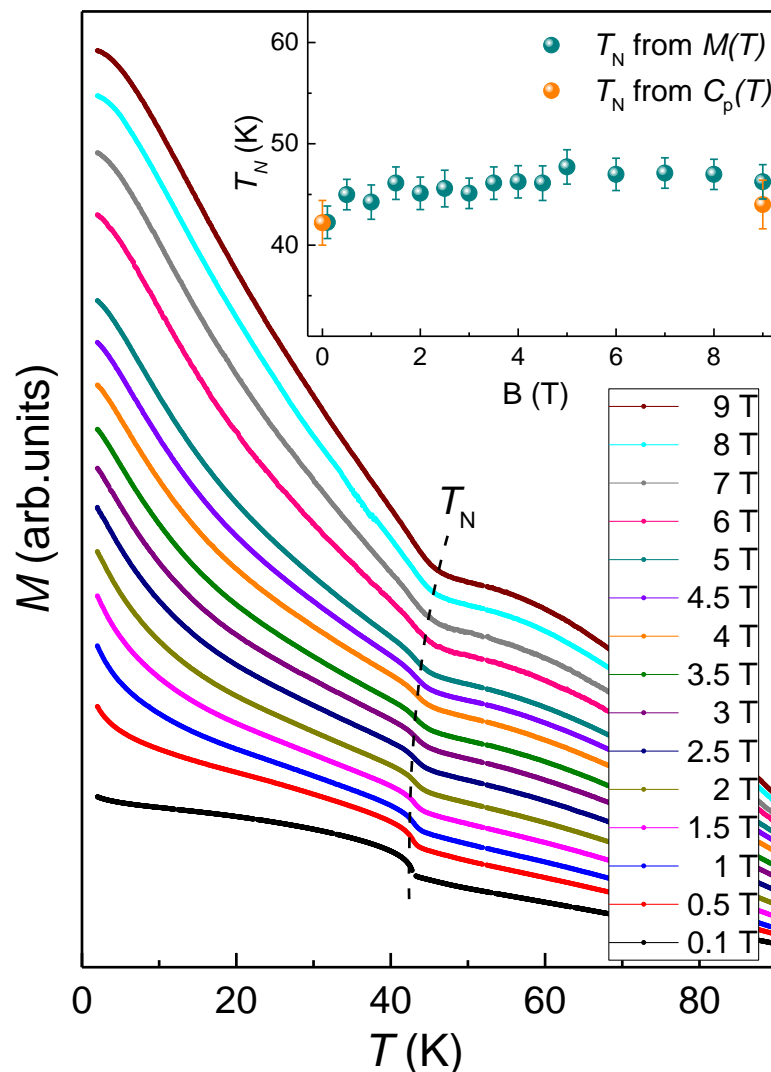 60
50
40
T_N (K)
T_N from M(T)
T_N from C_p(T)
0 2 4 6 8
B (T)
M (arb.units)
T_N
9 T
8 T
7 T
6 T
5 T
4.5 T
4 T
3.5 T
3 T
2.5 T
2 T
1.5 T
1 T
0.5 T
0.1 T
0 20 40 60 80
T (K)